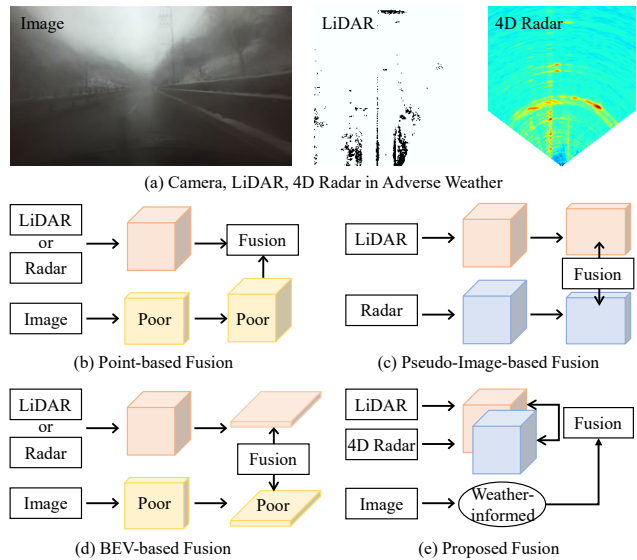 Image
LiDAR
4D Radar
(a) Camera, LiDAR, 4D Radar in Adverse Weather
LiDAR
or
Radar
Fusion
Image
Poor
Poor
(b) Point-based Fusion
LiDAR
Fusion
Radar
(c) Pseudo-Image-based Fusion
LiDAR
or
Radar
Fusion
Image
Poor
Poor
(d) BEV-based Fusion
LiDAR
4D Radar
Fusion
Image
Weather-
informed
(e) Proposed Fusion